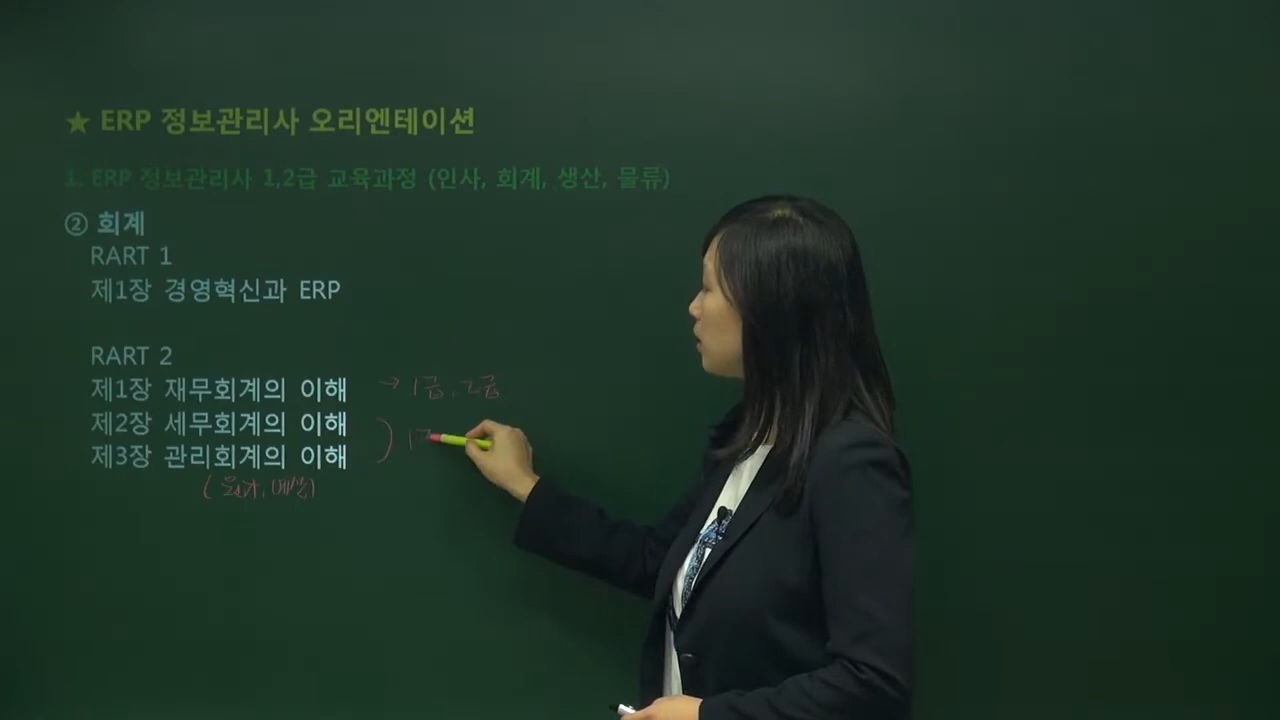 ★ ERP 정보관리사 오리엔테이션
1. ERP 정보관리사 1,2급 교육과정 (인사, 회계, 생산, 물류)
② 회계
RART 1
제1장 경영혁신과 ERP
RART 2
제1장 재무회계의 이해 → 1급, 2급
제2장 세무회계의 이해
제3장 관리회계의 이해
(원가, 예산)